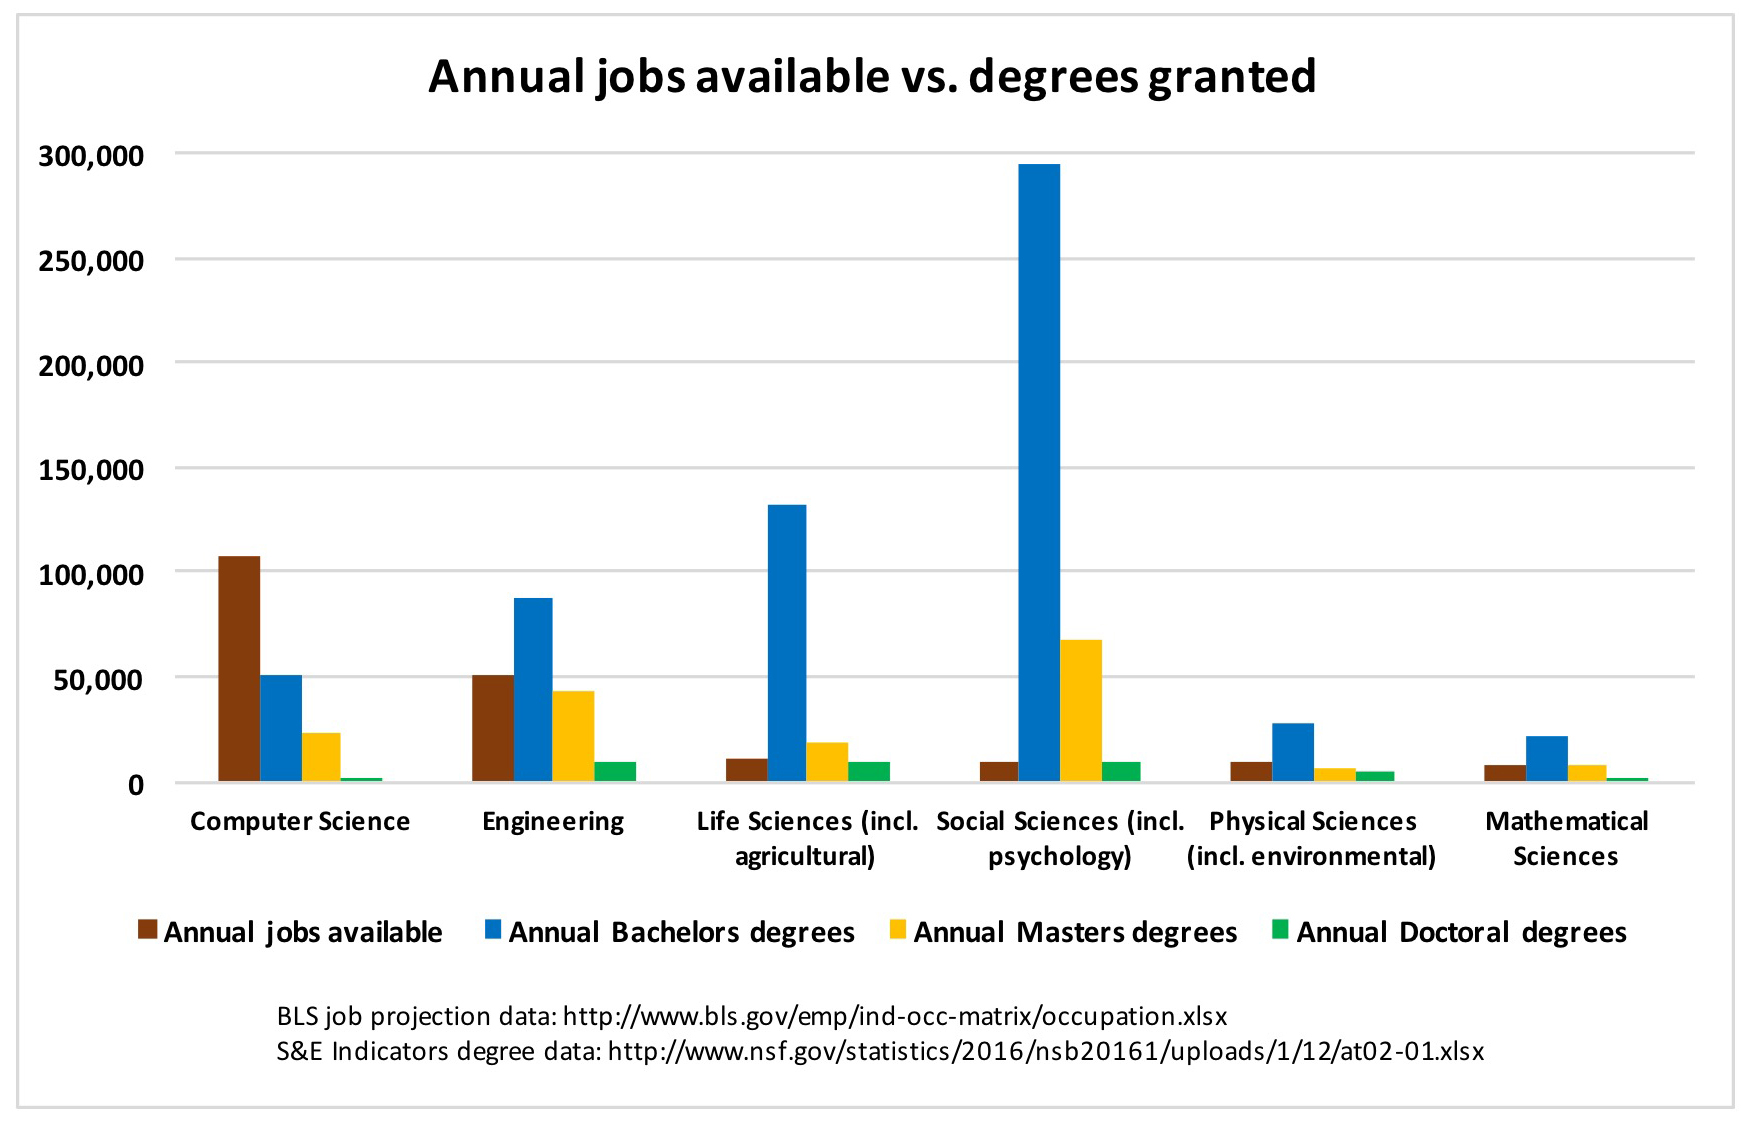 Annual jobs available vs. degrees granted
300,000
250,000
200,000
150,000
100,000
50,000
0
Computer Science
Engineering
Life Sciences (incl.
agricultural)
Social Sciences (incl.
psychology)
Physical Sciences
(incl. environmental)
Mathematical
Sciences
Annual jobs available
Annual Bachelors degrees
Annual Masters degrees
Annual Doctoral degrees
BLS job projection data: http://www.bls.gov/emp/ind-occ-matrix/occupation.xlsx
S&E Indicators degree data: http://www.nsf.gov/statistics/2016/nsb20161/uploads/1/12/at02-01.xlsx